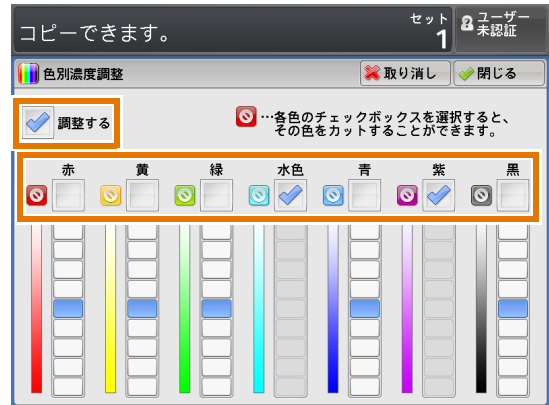 コピーできます。
セット
1
ユーザー
未認証
色別濃度調整
取り消し
閉じる
調整する
…各色のチェックボックスを選択すると、
その色をカットすることができます。
赤 黄 緑 水色 青 紫 黒